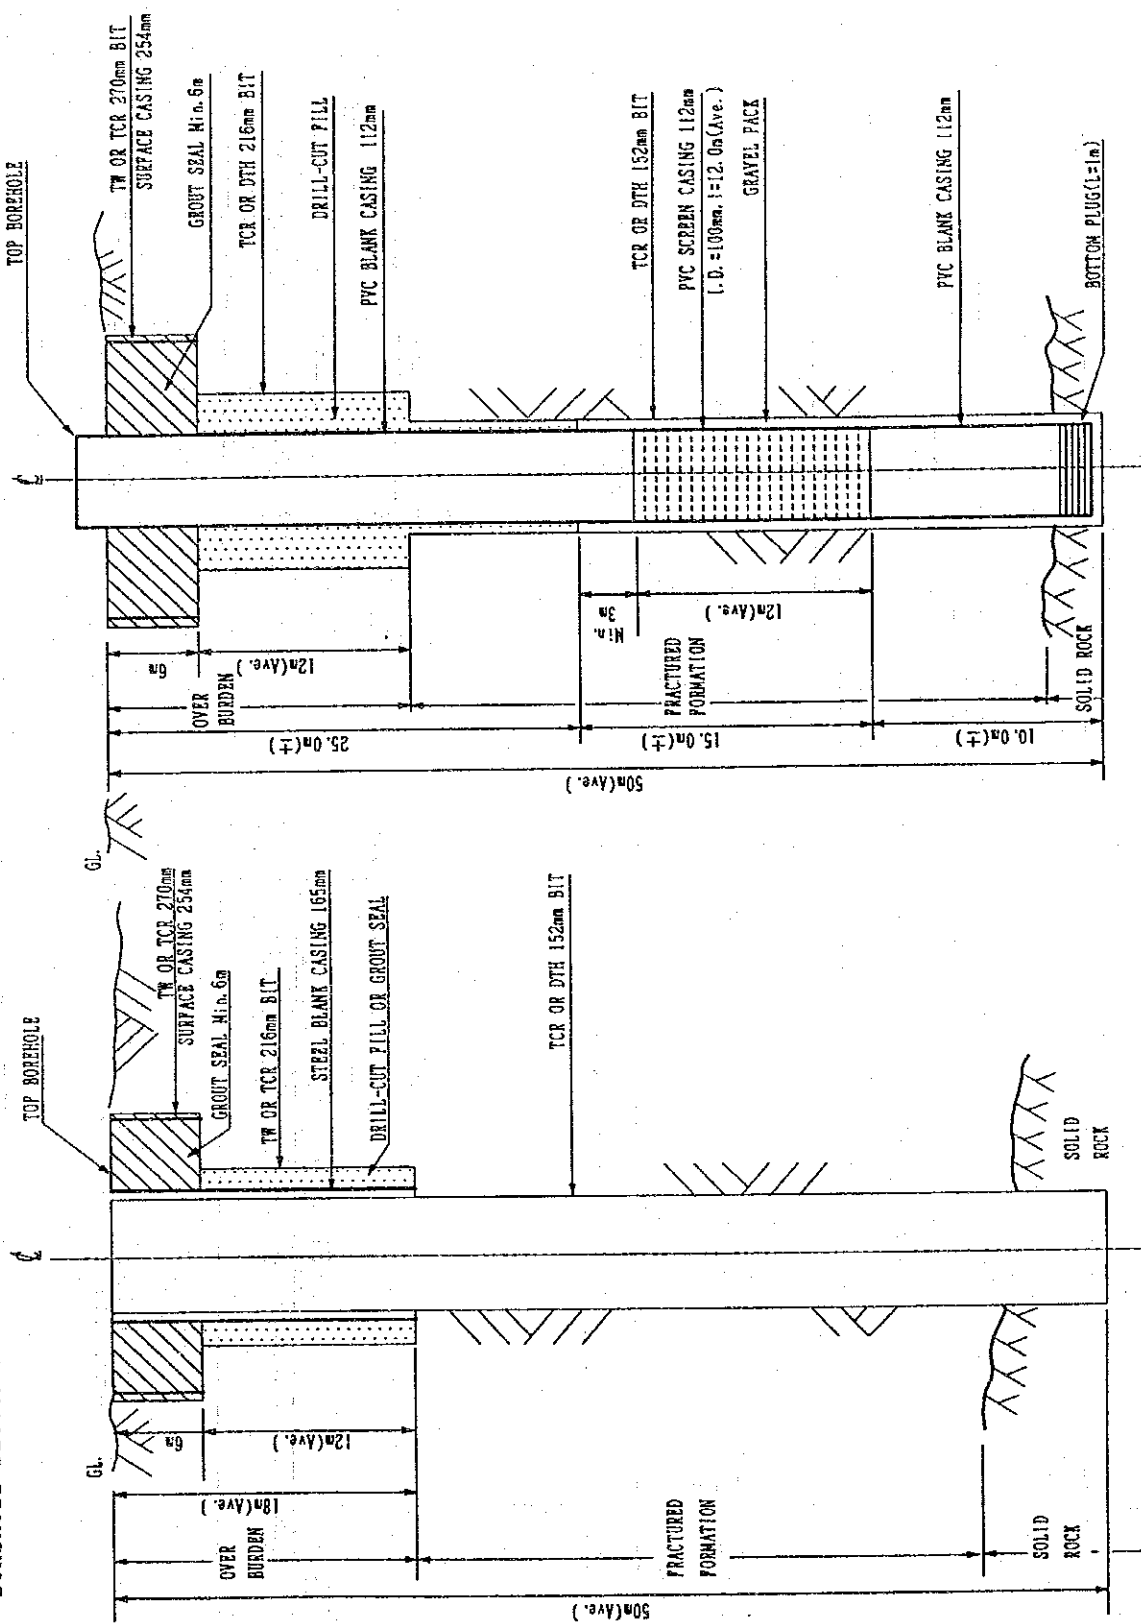 TOP BOREHOLE
TW OR TCR 270mm BIT
SURFACE CASING 254mm
GROUT SEAL Min.6m
TCR OR DTH 216mm BIT
DRILL-CUT FILL
PVC BLANK CASING 112mm
TCR OR DTH 152mm BIT
PVC SCREEN CASING 112mm
(I.D.=100mm, l=12.0m(Ave.)
GRAVEL PACK
PVC BLANK CASING 112mm
BOTTOM PLUG(L=1m)
6m
12m(Ave.)
Min.
3m
12m(Ave.)
OVER
BURDEN
FRACTURED
FORMATION
SOLID ROCK
25.0m(±)
15.0m(±)
10.0m(±)
50m(Ave.)
GL.
TOP BOREHOLE
TW OR TCR 270mm
SURFACE CASING 254mm
GROUT SEAL Min.6m
TW OR TCR 216mm BIT
STEEL BLANK CASING 165mm
DRILL-CUT FILL OR GROUT SEAL
TCR OR DTH 152mm BIT
SOLID
ROCK
GL.
6m
12m(Ave.)
18m(Ave.)
OVER
BURDEN
FRACTURED
FORMATION
SOLID
ROCK
50m(Ave.)